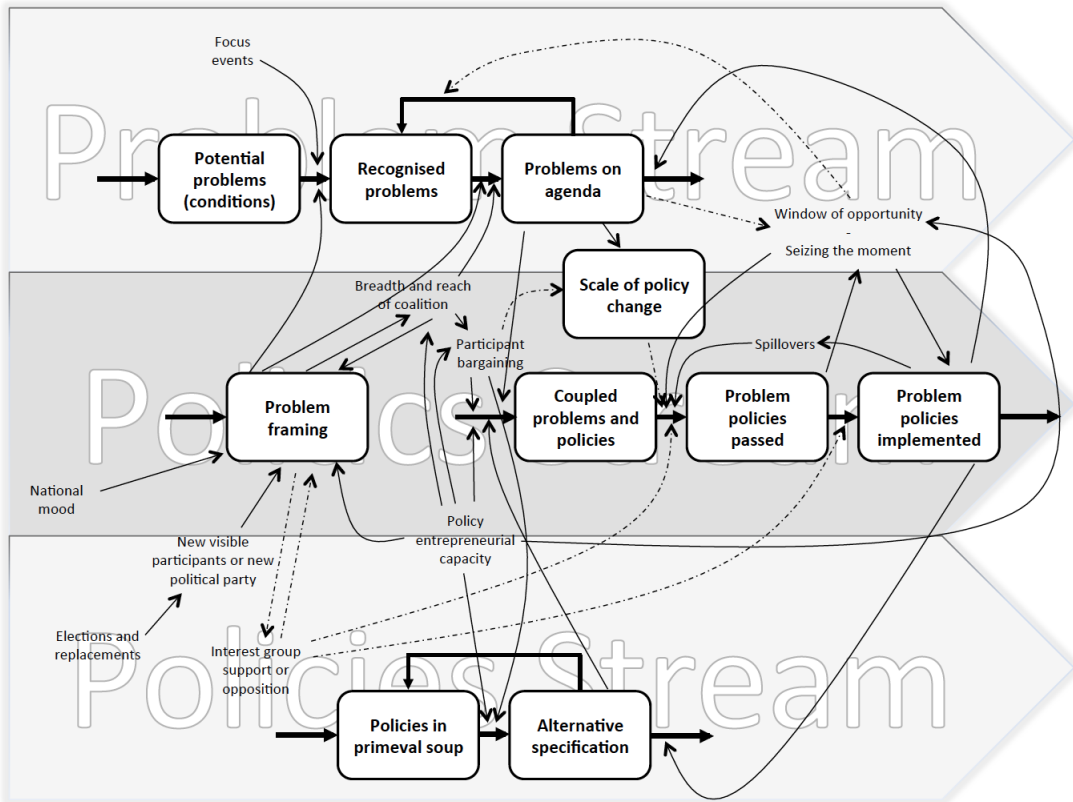 Problem Stream
Focus
events
Potential
problems
(conditions)
Recognised
problems
Problems on
agenda
Window of opportunity
-
Seizing the moment
Scale of policy
change
Politics Stream
Breadth and reach
of coalition
Participant
bargaining
Spillovers
Problem
framing
Coupled
problems and
policies
Problem
policies
passed
Problem
policies
implemented
National
mood
Policy
entrepreneurial
capacity
New visible
participants or new
political party
Elections and
replacements
Policies Stream
Interest group
support or
opposition
Policies in
primeval soup
Alternative
specification